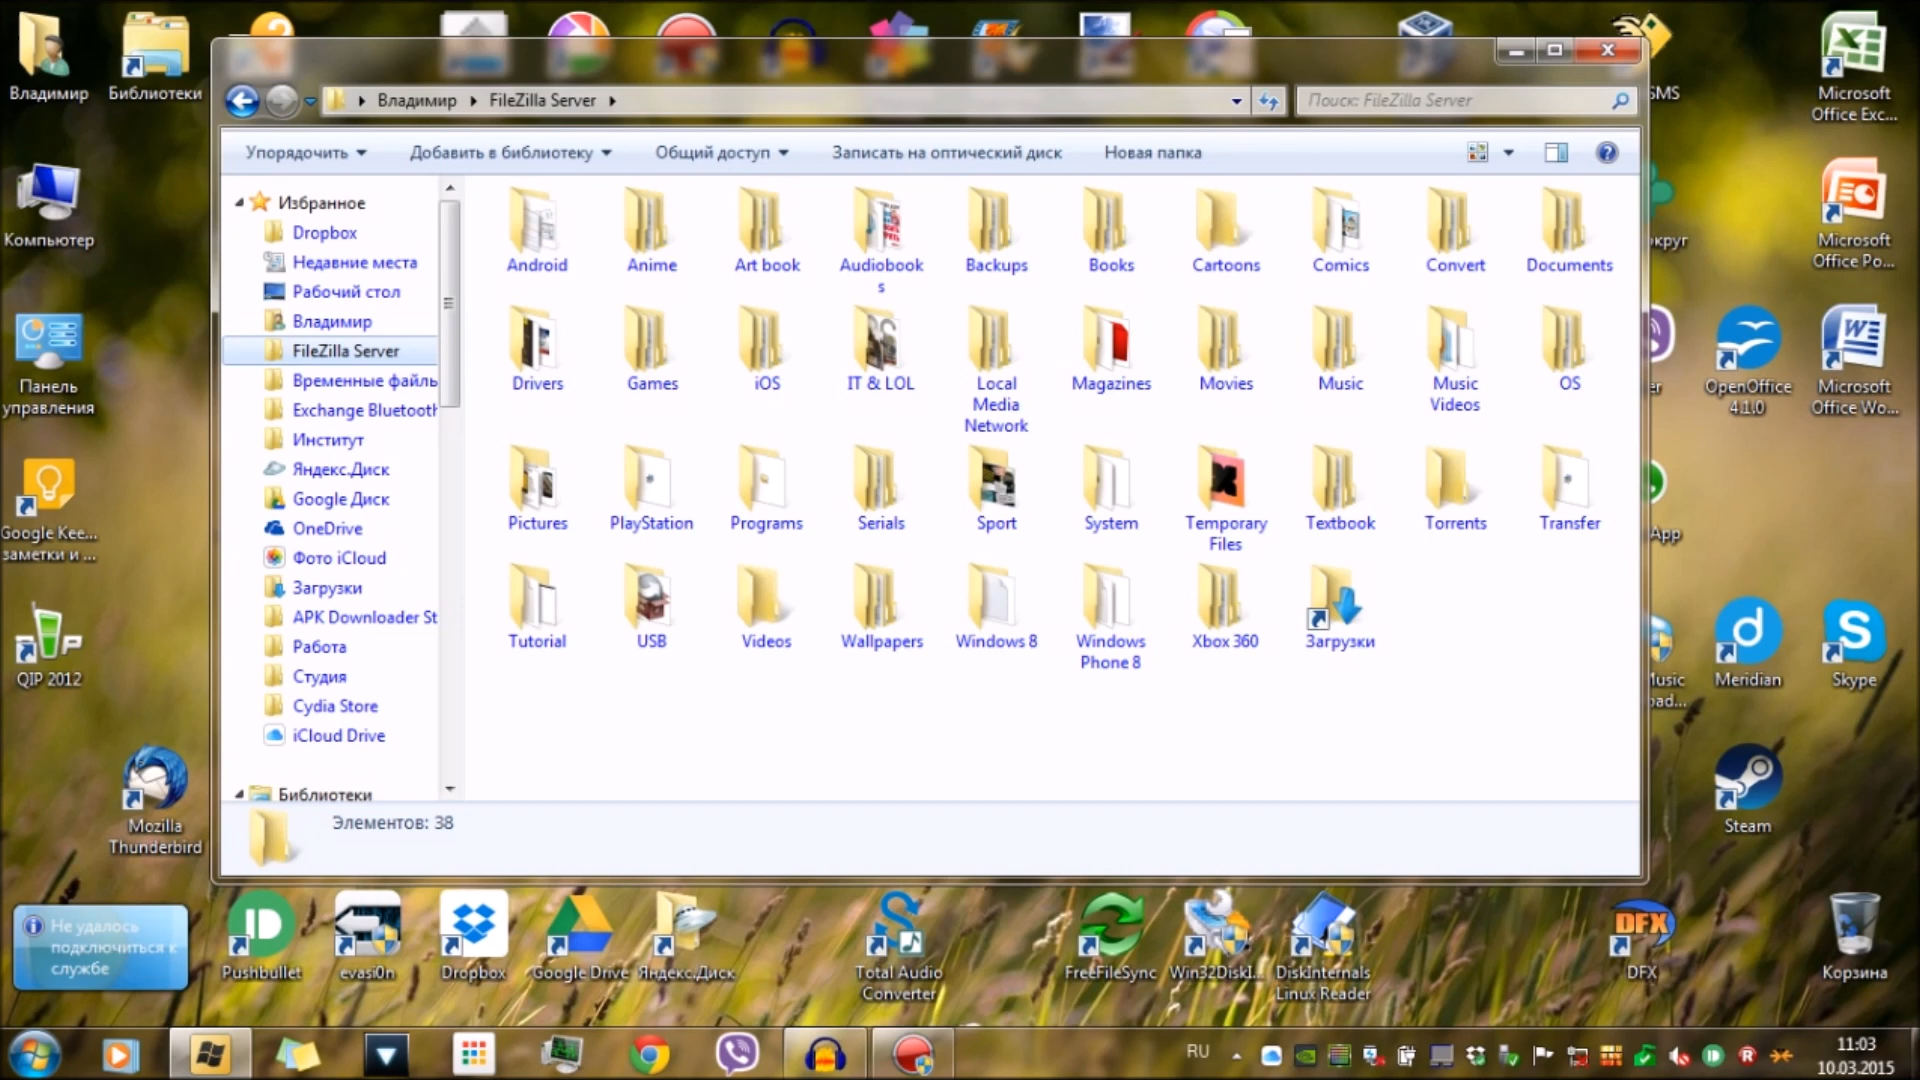 Владимир
Библиотеки
SMS
Microsoft
Office Exc...
Владимир
FileZilla Server
Поиск: FileZilla Server
Упорядочить
Добавить в библиотеку
Общий доступ
Записать на оптический диск
Новая папка
Компьютер
Панель
управления
Google Kee...
заметки и ...
QIP 2012
Mozilla
Thunderbird
Избранное
Dropbox
Недавние места
Рабочий стол
Владимир
FileZilla Server
Временные файлы
Exchange Bluetooth
Институт
Яндекс.Диск
Google Диск
OneDrive
Фото iCloud
Загрузки
APK Downloader St
Работа
Студия
Cydia Store
iCloud Drive
Библиотеки
Android
Anime
Art book
Audiobook
s
Backups
Books
Cartoons
Comics
Convert
Documents
Drivers
Games
iOS
IT & LOL
Local
Media
Network
Magazines
Movies
Music
Music
Videos
OS
Pictures
PlayStation
Programs
Serials
Sport
System
Temporary
Files
Textbook
Torrents
Transfer
Tutorial
USB
Videos
Wallpapers
Windows 8
Windows
Phone 8
Xbox 360
Загрузки
Элементов: 38
Microsoft
Office Po...
OpenOffice
4.1.0
Microsoft
Office Wo...
App
Meridian
Skype
Steam
Не удалось
подключиться к
службе
Pushbullet
evasi0n
Dropbox
Google Drive
Яндекс.Диск
Total Audio
Converter
FreeFileSync
Win32DiskI...
DiskInternals
Linux Reader
DFX
DFX
Корзина
RU
11:03
10.03.2015